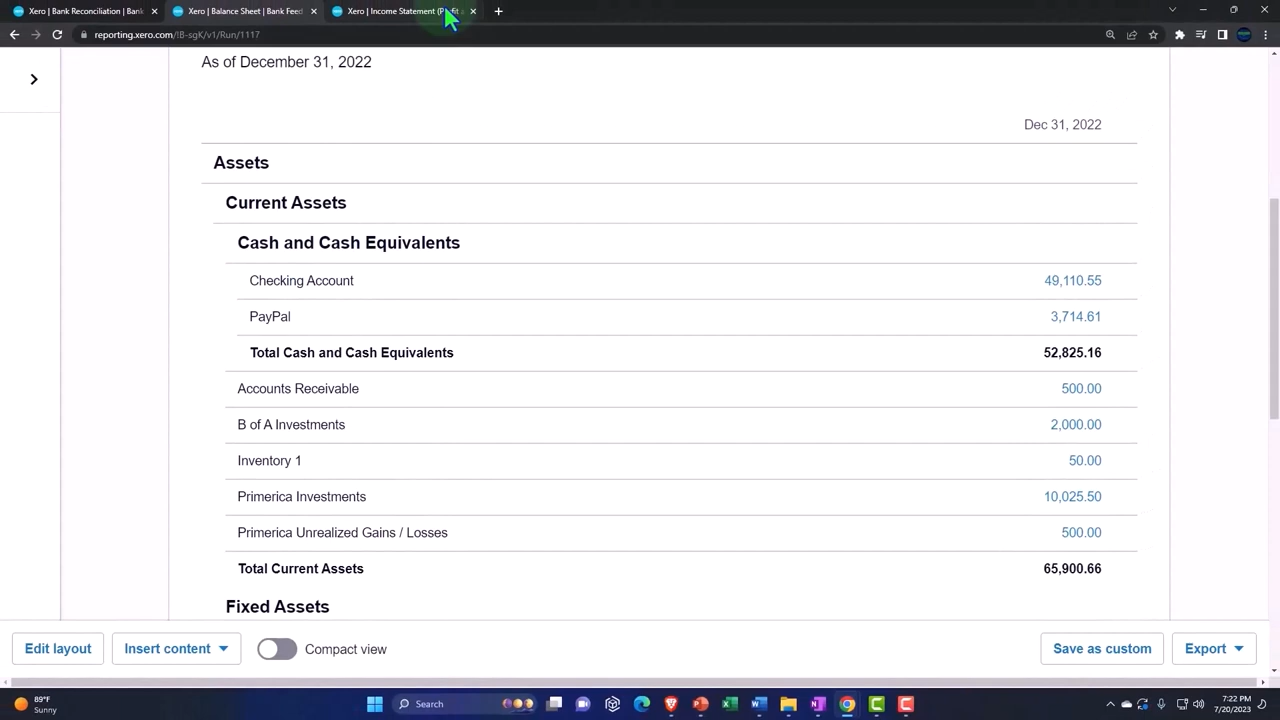 Xero | Bank Reconciliation | Bank
Xero | Balance Sheet | Bank Feed
Xero | Income Statement (Profit a
reporting.xero.com/!B-sgK/v1/Run/1117
As of December 31, 2022
Dec 31, 2022
Assets
Current Assets
Cash and Cash Equivalents
Checking Account 49,110.55
PayPal 3,714.61
Total Cash and Cash Equivalents 52,825.16
Accounts Receivable 500.00
B of A Investments 2,000.00
Inventory 1 50.00
Primerica Investments 10,025.50
Primerica Unrealized Gains / Losses 500.00
Total Current Assets 65,900.66
Fixed Assets
Edit layout
Insert content
Compact view
Save as custom
Export
89°F
Sunny
Search
7:22 PM
7/20/2023